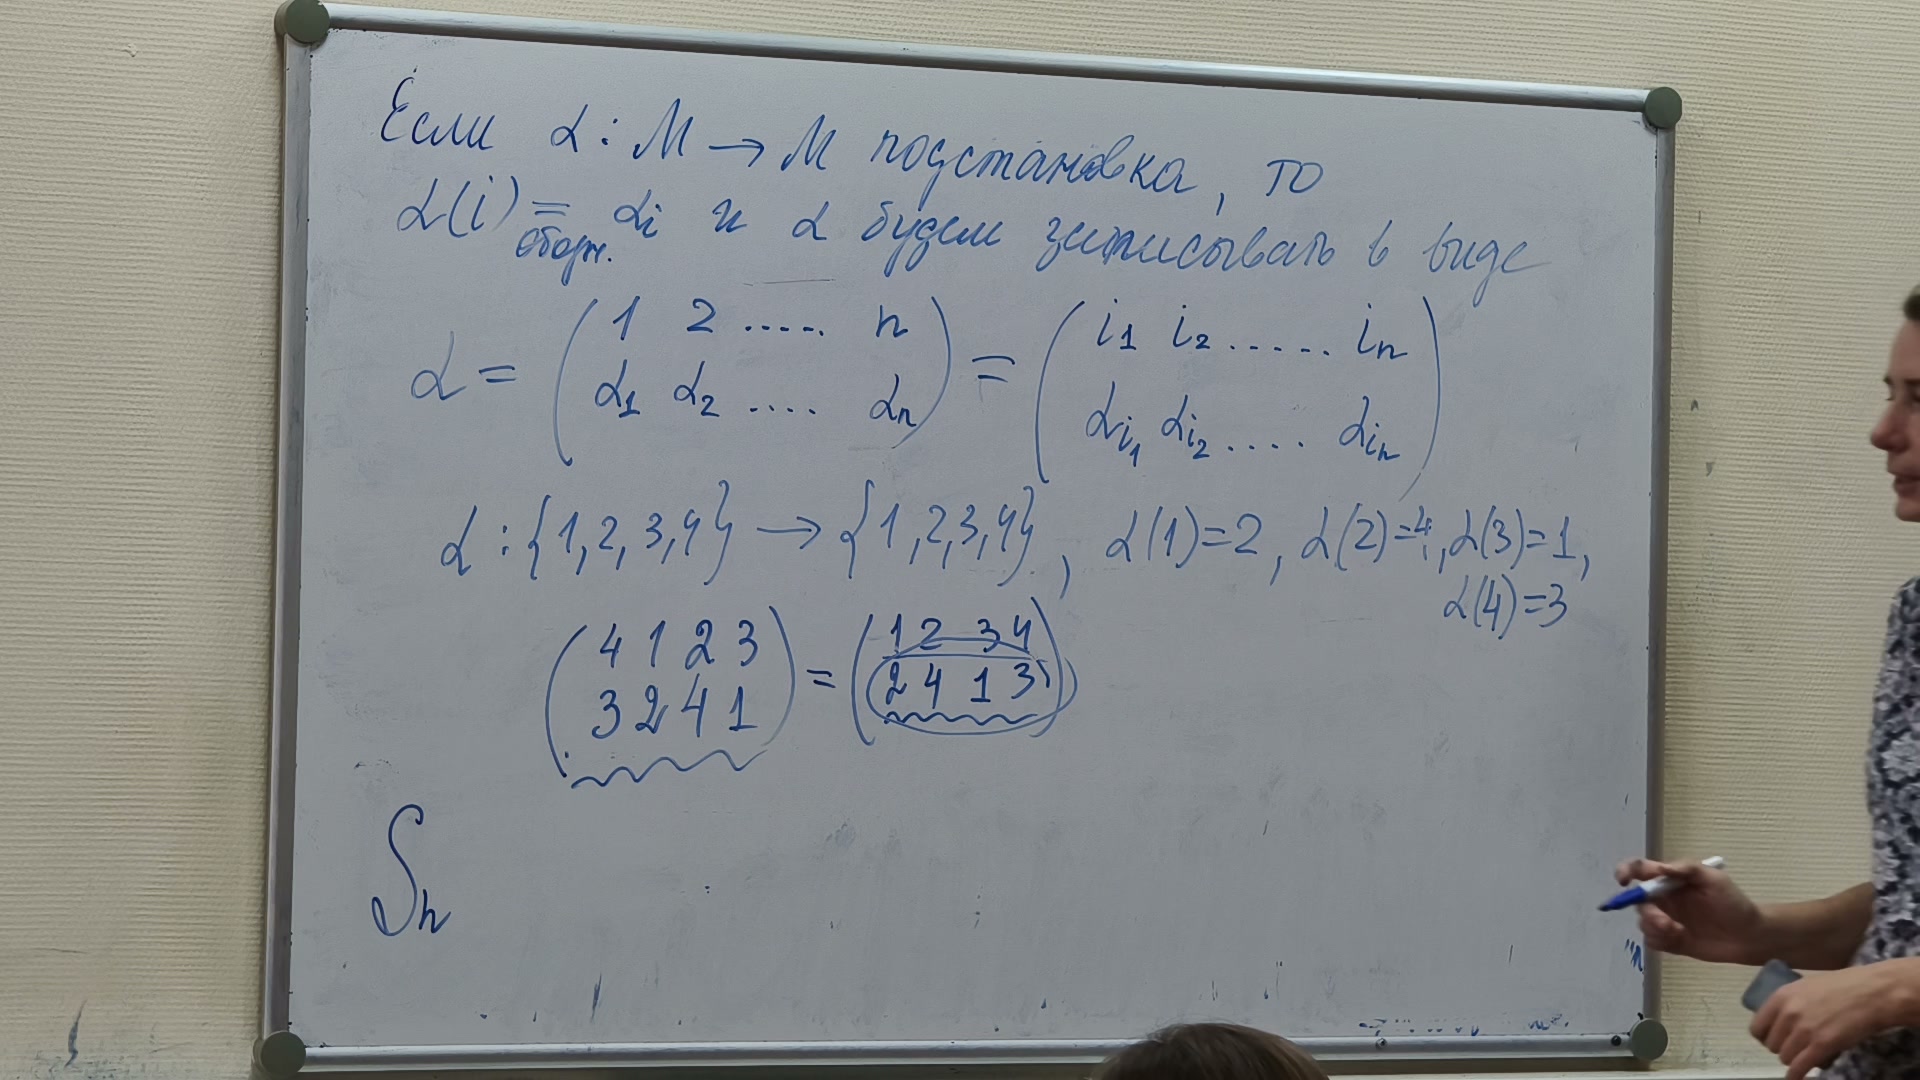 Если α : M → M подстановка, то
α(i) = αi и α будем записывать в виде
обозн.
α = ( 1 2 ..... n ) = ( i1 i2 ..... in )
( α1 α2 .... αn ) ( αi1 αi2 .... αin )
α : {1,2,3,4} → {1,2,3,4} , α(1)=2, α(2)=4, α(3)=1,
α(4)=3
( 4 1 2 3 ) = ( 1 2 3 4 )
( 3 2 4 1 ) ( 2 4 1 3 )
Sn